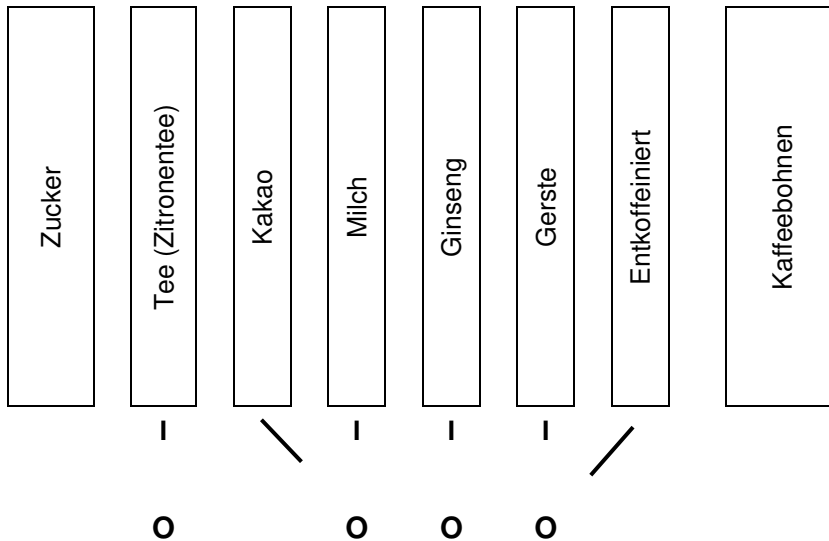 Zucker
Tee (Zitronentee)
Kakao
Milch
Ginseng
Gerste
Entkoffeiniert
Kaffeebohnen
O O O O